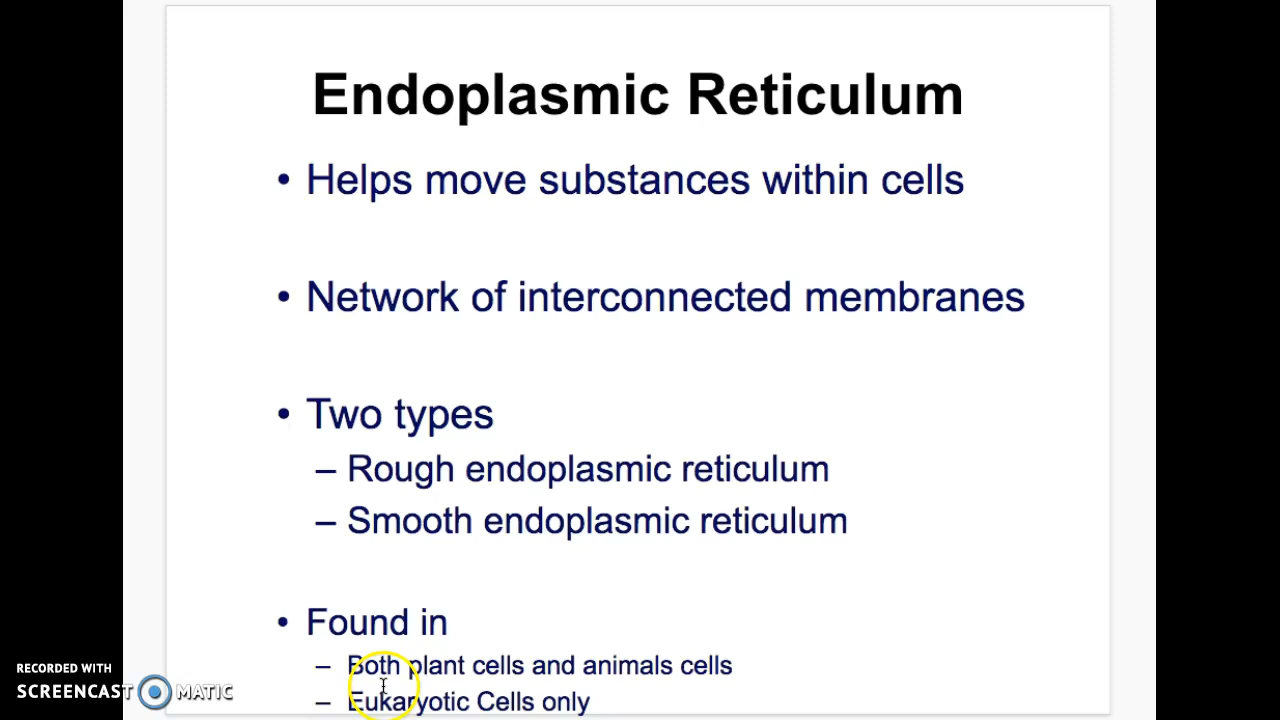 Endoplasmic Reticulum
• Helps move substances within cells
• Network of interconnected membranes
• Two types
– Rough endoplasmic reticulum
– Smooth endoplasmic reticulum
• Found in
– Both plant cells and animals cells
– Eukaryotic Cells only
RECORDED WITH
SCREENCAST MATIC